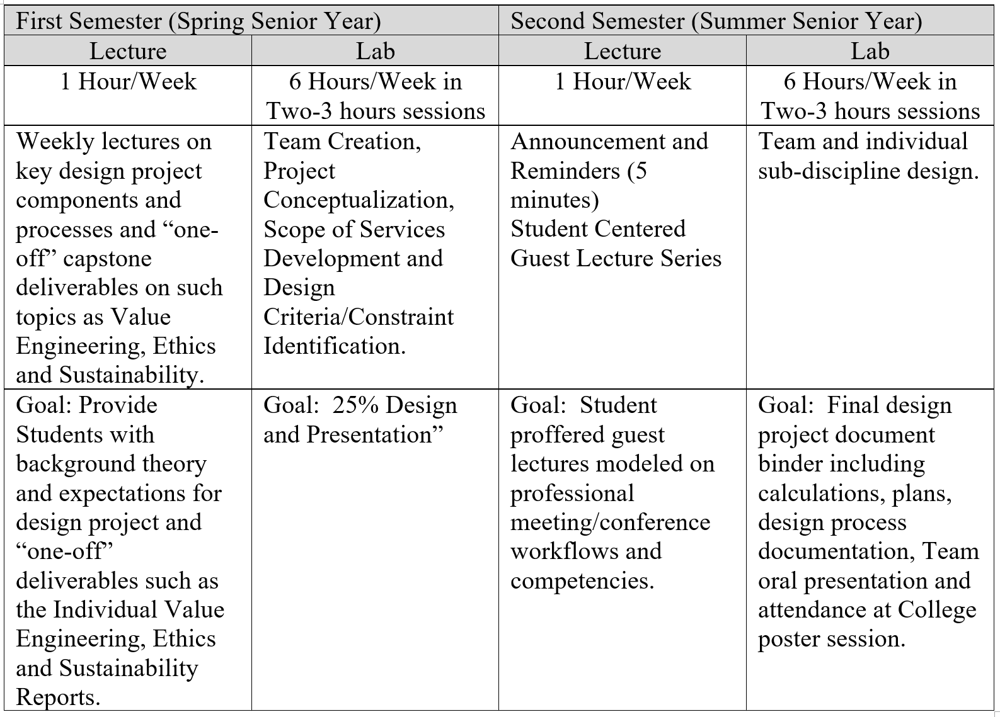 First Semester (Spring Senior Year)
Second Semester (Summer Senior Year)
Lecture
Lab
Lecture
Lab
1 Hour/Week
6 Hours/Week in
Two-3 hours sessions
1 Hour/Week
6 Hours/Week in
Two-3 hours sessions
Weekly lectures on
key design project
components and
processes and “one-
off” capstone
deliverables on such
topics as Value
Engineering, Ethics
and Sustainability.
Team Creation,
Project
Conceptualization,
Scope of Services
Development and
Design
Criteria/Constraint
Identification.
Announcement and
Reminders (5
minutes)
Student Centered
Guest Lecture Series
Team and individual
sub-discipline design.
Goal: Provide
Students with
background theory
and expectations for
design project and
“one-off”
deliverables such as
the Individual Value
Engineering, Ethics
and Sustainability
Reports.
Goal:  25% Design
and Presentation”
Goal:  Student
proffered guest
lectures modeled on
professional
meeting/conference
workflows and
competencies.
Goal:  Final design
project document
binder including
calculations, plans,
design process
documentation, Team
oral presentation and
attendance at College
poster session.